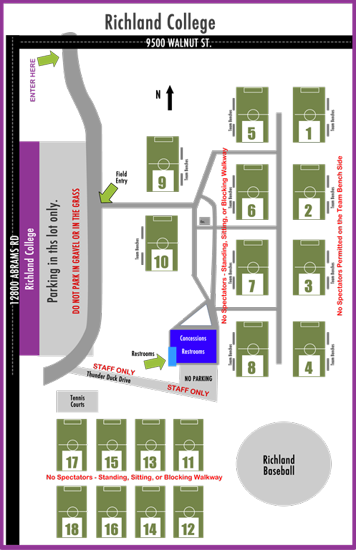 Richland College
9500 WALNUT ST.
ENTER HERE
N
Team Benches
Team Benches
5
1
Field
Entry
Team Benches
9
Team Benches
Team Benches
6
2
12800 ABRAMS RD
Richland College
Parking in ths lot only.
DO NOT PARK IN GRAVEL OR IN THE GRASS
No Spectators - Standing, Sitting, or Blocking Walkway
No Spectators Permitted on the Team Bench Side
Team Benches
10
Team Benches
Team Benches
7
3
Concessions
Restrooms
Restrooms
Team Benches
Team Benches
8
4
STAFF ONLY
Thunder Duck Drive
NO PARKING
STAFF ONLY
Tennis
Courts
17
15
13
11
No Spectators - Standing, Sitting, or Blocking Walkway
18
16
14
12
Richland
Baseball